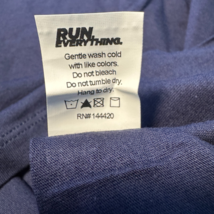 RUN.
EVERYTHING.
Gentle wash cold
with like colors.
Do not bleach
Do not tumble dry.
Hang to dry.
RN# 144420